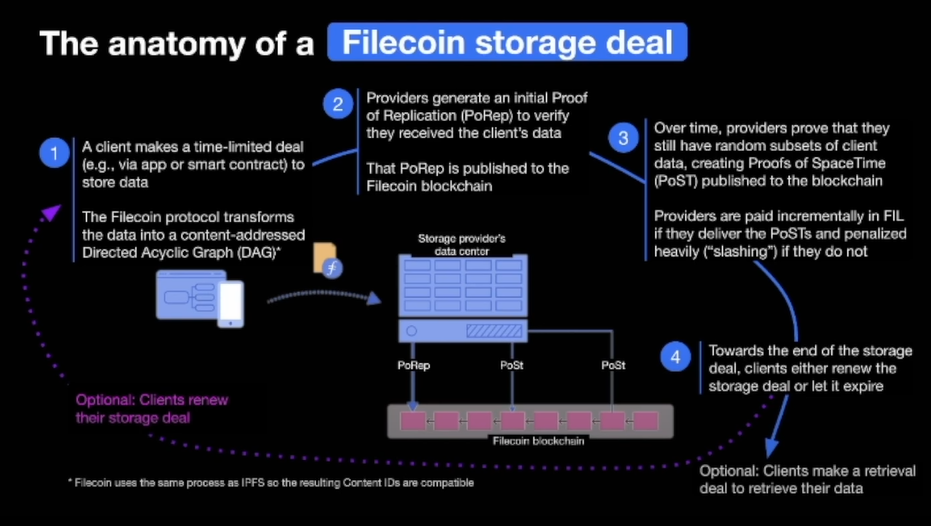 The anatomy of a Filecoin storage deal
1
A client makes a time-limited deal
(e.g., via app or smart contract) to
store data
The Filecoin protocol transforms
the data into a content-addressed
Directed Acyclic Graph (DAG)*
2
Providers generate an initial Proof
of Replication (PoRep) to verify
they received the client's data
That PoRep is published to the
Filecoin blockchain
3
Over time, providers prove that they
still have random subsets of client
data, creating Proofs of SpaceTime
(PoST) published to the blockchain
Providers are paid incrementally in FIL
if they deliver the PoSTs and penalized
heavily (“slashing”) if they do not
Storage provider's
data center
PoRep
PoSt
PoSt
Filecoin blockchain
4
Towards the end of the storage
deal, clients either renew the
storage deal or let it expire
Optional: Clients renew
their storage deal
Optional: Clients make a retrieval
deal to retrieve their data
* Filecoin uses the same process as IPFS so the resulting Content IDs are compatible